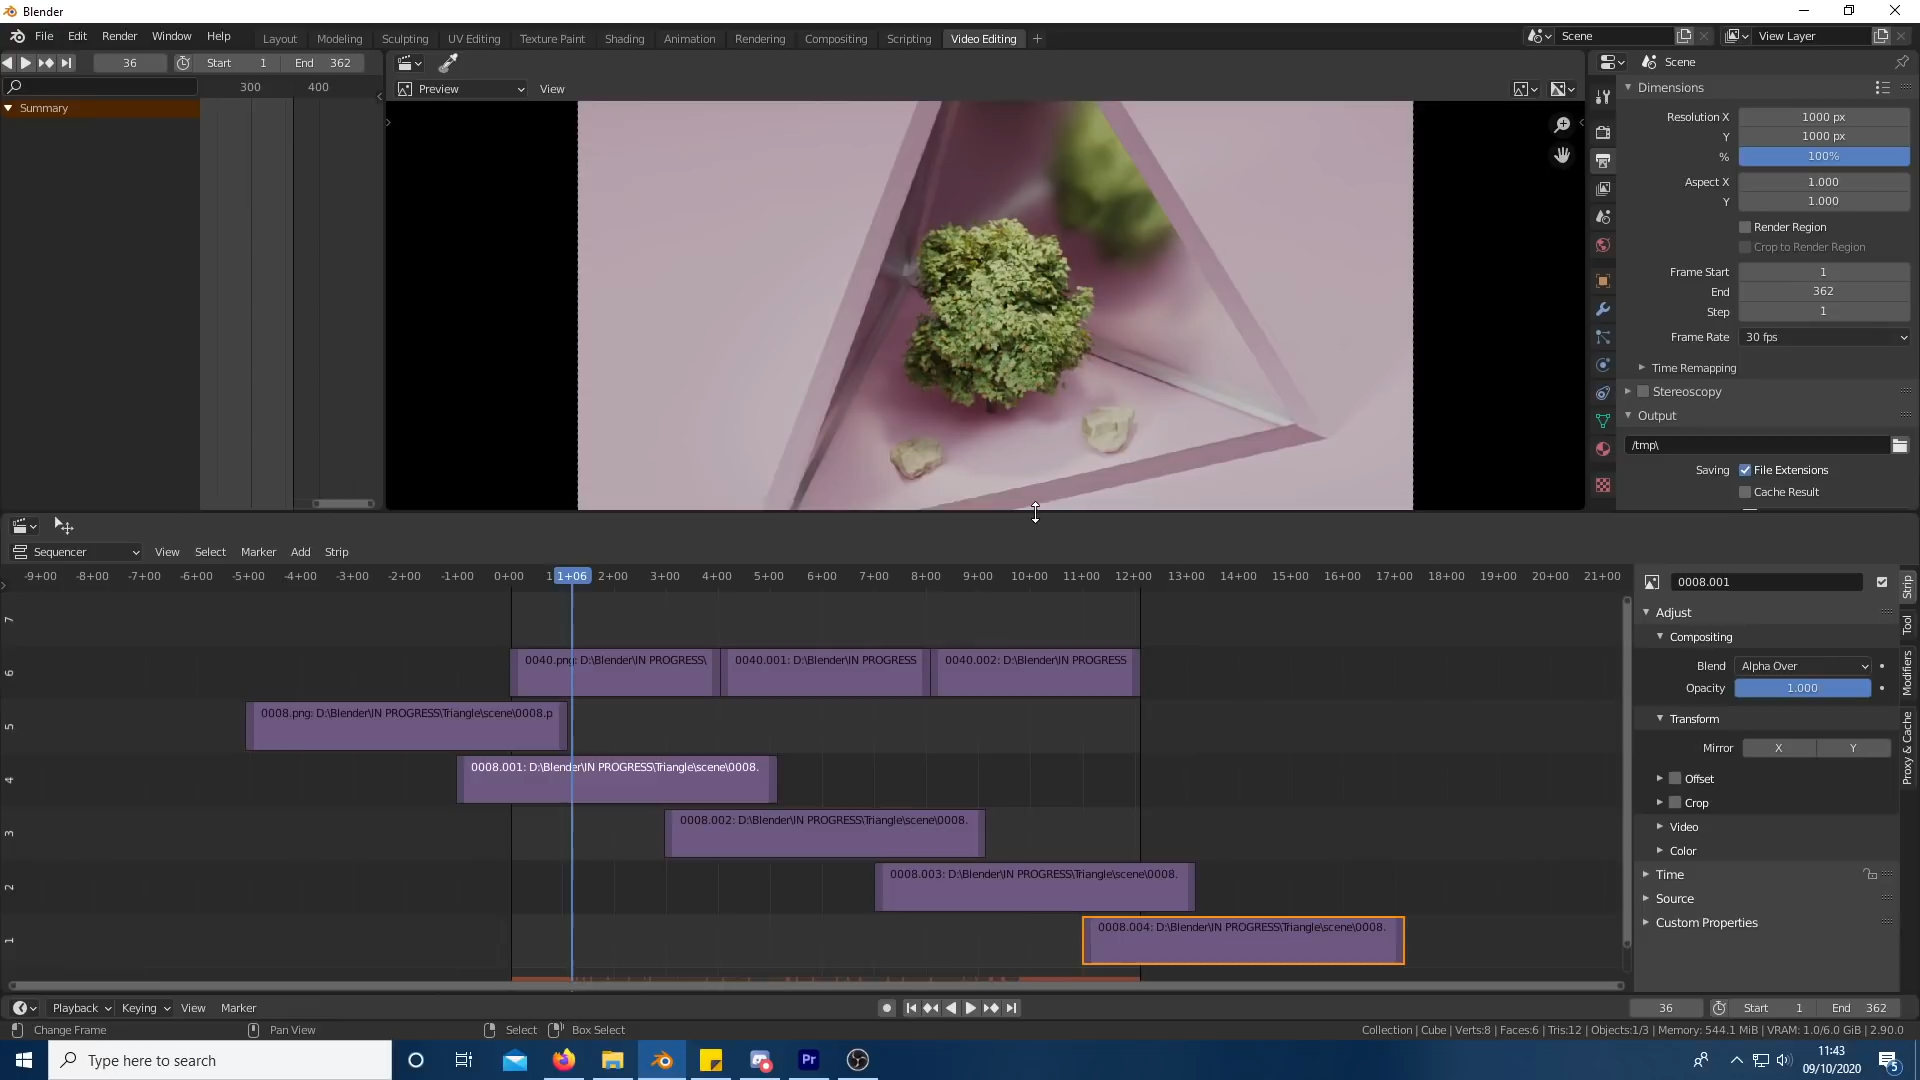 Blender
File Edit Render Window Help Layout Modeling Sculpting UV Editing Texture Paint Shading Animation Rendering Compositing Scripting Video Editing Scene View Layer
36 Start 1 End 362
300 400
Summary
Preview View
Scene
Dimensions
Resolution X 1000 px
Y 1000 px
% 100%
Aspect X 1.000
Y 1.000
Render Region
Crop to Render Region
Frame Start 1
End 362
Step 1
Frame Rate 30 fps
Time Remapping
Stereoscopy
Output
/tmp\
Saving File Extensions
Cache Result
Sequencer View Select Marker Add Strip
-9+00 -8+00 -7+00 -6+00 -5+00 -4+00 -3+00 -2+00 -1+00 0+00 1+06 2+00 3+00 4+00 5+00 6+00 7+00 8+00 9+00 10+00 11+00 12+00 13+00 14+00 15+00 16+00 17+00 18+00 19+00 20+00 21+00
7
6
0040.png: D:\Blender\IN PROGRESS\ 0040.001: D:\Blender\IN PROGRESS 0040.002: D:\Blender\IN PROGRESS
5
0008.png: D:\Blender\IN PROGRESS\Triangle\scene\0008.p
4
0008.001: D:\Blender\IN PROGRESS\Triangle\scene\0008.
3
0008.002: D:\Blender\IN PROGRESS\Triangle\scene\0008.
2
0008.003: D:\Blender\IN PROGRESS\Triangle\scene\0008.
1
0008.004: D:\Blender\IN PROGRESS\Triangle\scene\0008.
0008.001
Adjust
Compositing
Blend Alpha Over
Opacity 1.000
Transform
Mirror X Y
Offset
Crop
Video
Color
Time
Source
Custom Properties
Strip
Tool
Modifiers
Proxy & Cache
Playback Keying View Marker 36 Start 1 End 362
Change Frame Pan View Select Box Select Collection | Cube | Verts:8 | Faces:6 | Tris:12 | Objects:1/3 | Memory: 544.1 MiB | VRAM: 1.0/6.0 GiB | 2.90.0
Type here to search
Pr
11:43
09/10/2020
5